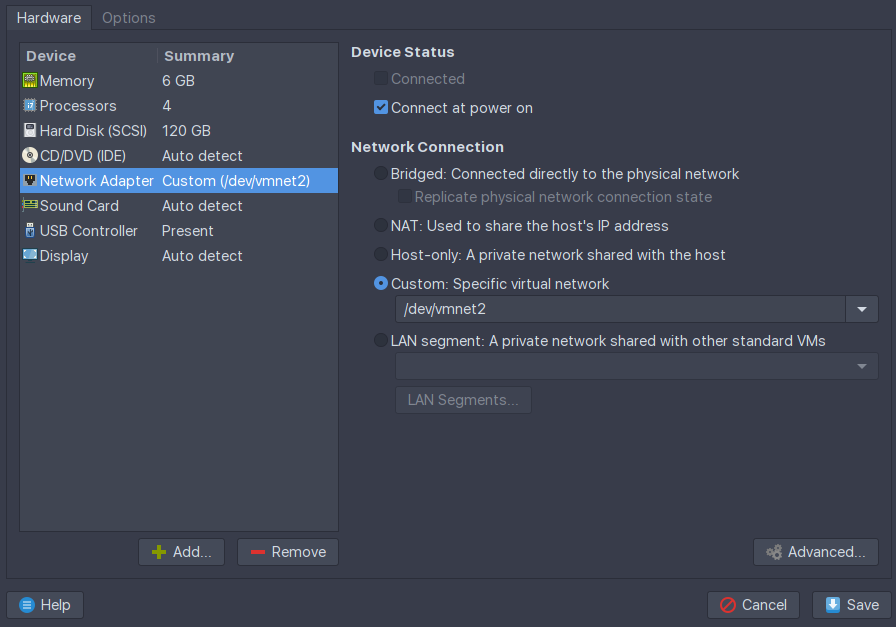 Hardware Options
Device Summary
Memory 6 GB
Processors 4
Hard Disk (SCSI) 120 GB
CD/DVD (IDE) Auto detect
Network Adapter Custom (/dev/vmnet2)
Sound Card Auto detect
USB Controller Present
Display Auto detect
Add...
Remove
Device Status
Connected
Connect at power on
Network Connection
Bridged: Connected directly to the physical network
Replicate physical network connection state
NAT: Used to share the host's IP address
Host-only: A private network shared with the host
Custom: Specific virtual network
/dev/vmnet2
LAN segment: A private network shared with other standard VMs
LAN Segments...
Advanced...
Help
Cancel
Save